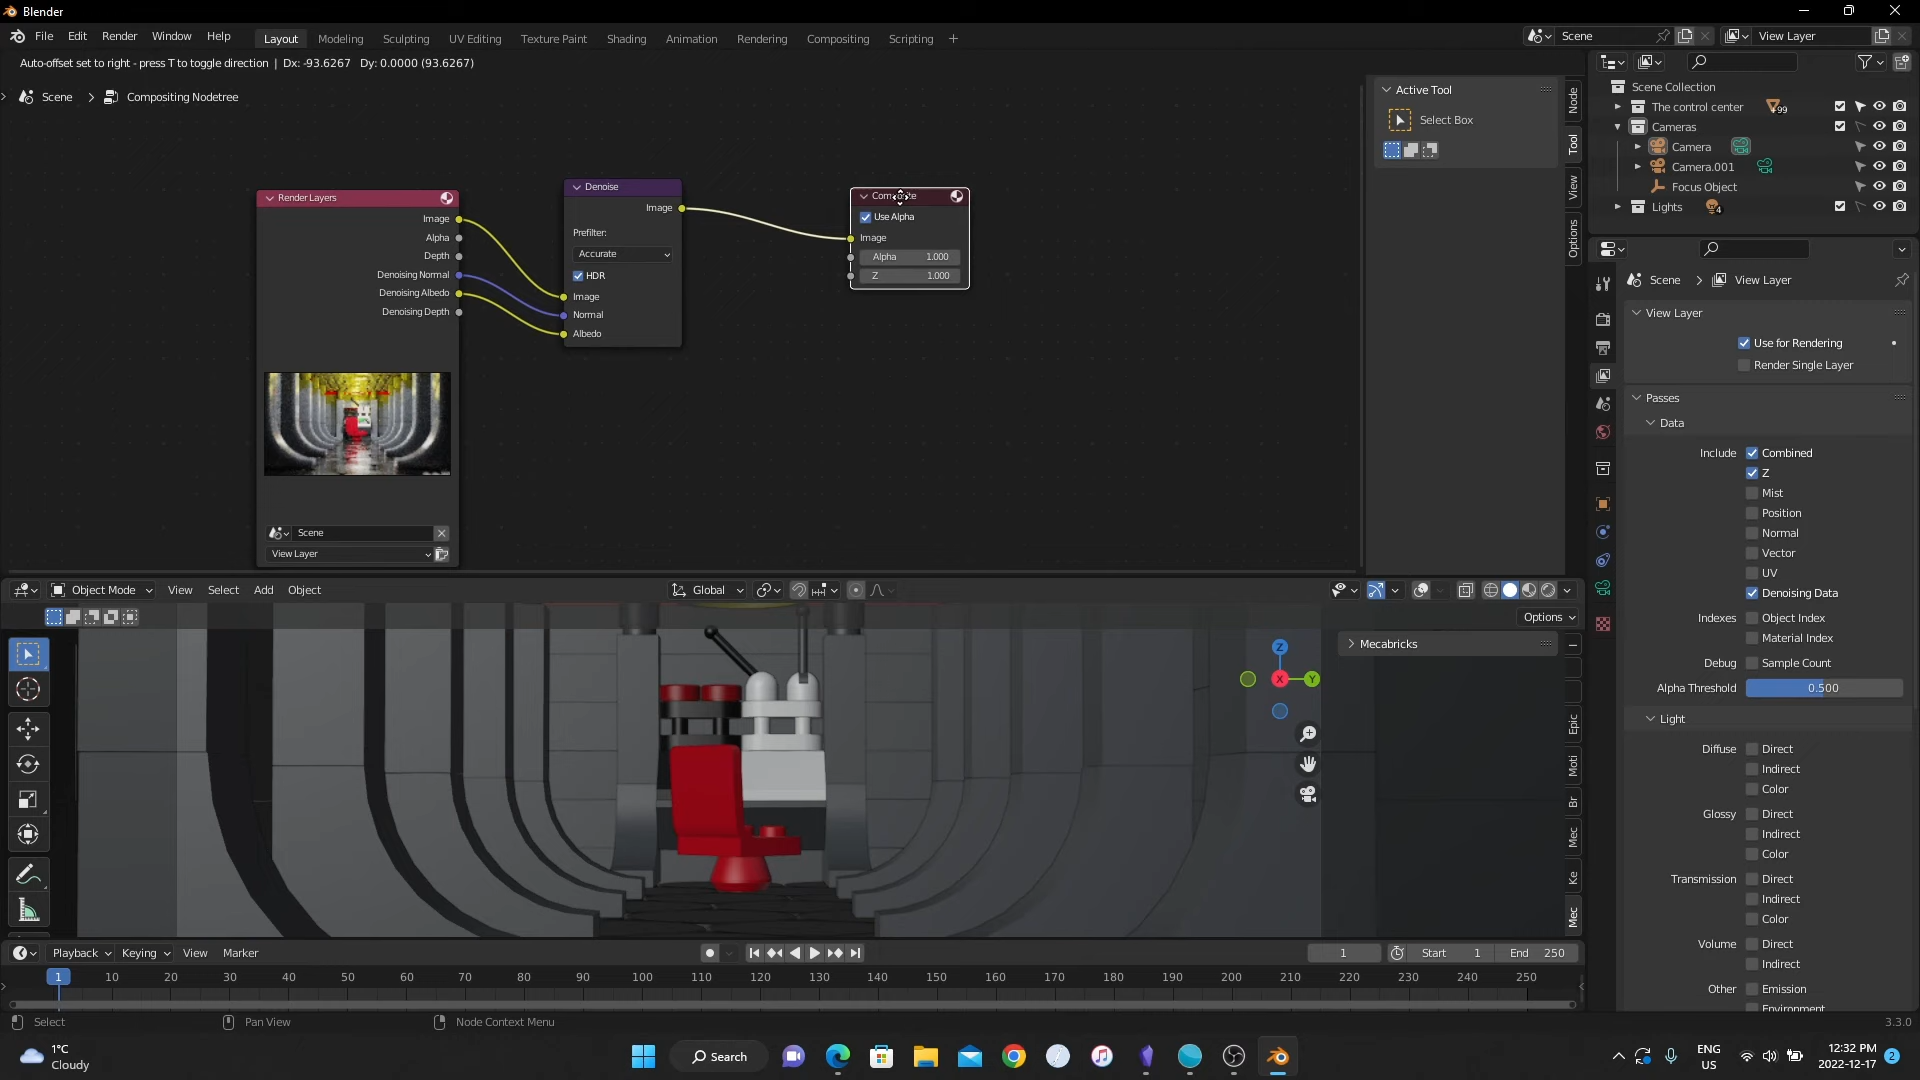 Blender
File Edit Render Window Help Layout Modeling Sculpting UV Editing Texture Paint Shading Animation Rendering Compositing Scripting + Scene View Layer
Auto-offset set to right - press T to toggle direction | Dx: -93.6267 Dy: 0.0000 (93.6267)
Scene > Compositing Nodetree
Active Tool
Select Box
Node
Tool
View
Options
Render Layers
Image
Alpha
Depth
Denoising Normal
Denoising Albedo
Denoising Depth
Scene
View Layer
Denoise
Image
Prefilter:
Accurate
HDR
Image
Normal
Albedo
Use Alpha
Image
Alpha 1.000
Z 1.000
Scene Collection
The control center +99
Cameras
Camera
Camera.001
Focus Object
Lights 4
Scene > View Layer
View Layer
Use for Rendering
Render Single Layer
Passes
Data
Include Combined
Z
Mist
Position
Normal
Vector
UV
Denoising Data
Indexes Object Index
Material Index
Debug Sample Count
Alpha Threshold 0.500
Light
Diffuse Direct
Indirect
Color
Glossy Direct
Indirect
Color
Transmission Direct
Indirect
Color
Volume Direct
Indirect
Other Emission
Environment
Object Mode View Select Add Object Global
Options
Mecabricks
Z
X
Y
Epic
Moti
Br
Mec
Ke
Mec
Playback Keying View Marker 1 Start 1 End 250
1 10 20 30 40 50 60 70 80 90 100 110 120 130 140 150 160 170 180 190 200 210 220 230 240 250
Select Pan View Node Context Menu 3.3.0
1°C
Cloudy
Search
ENG
US
12:32 PM
2022-12-17
2